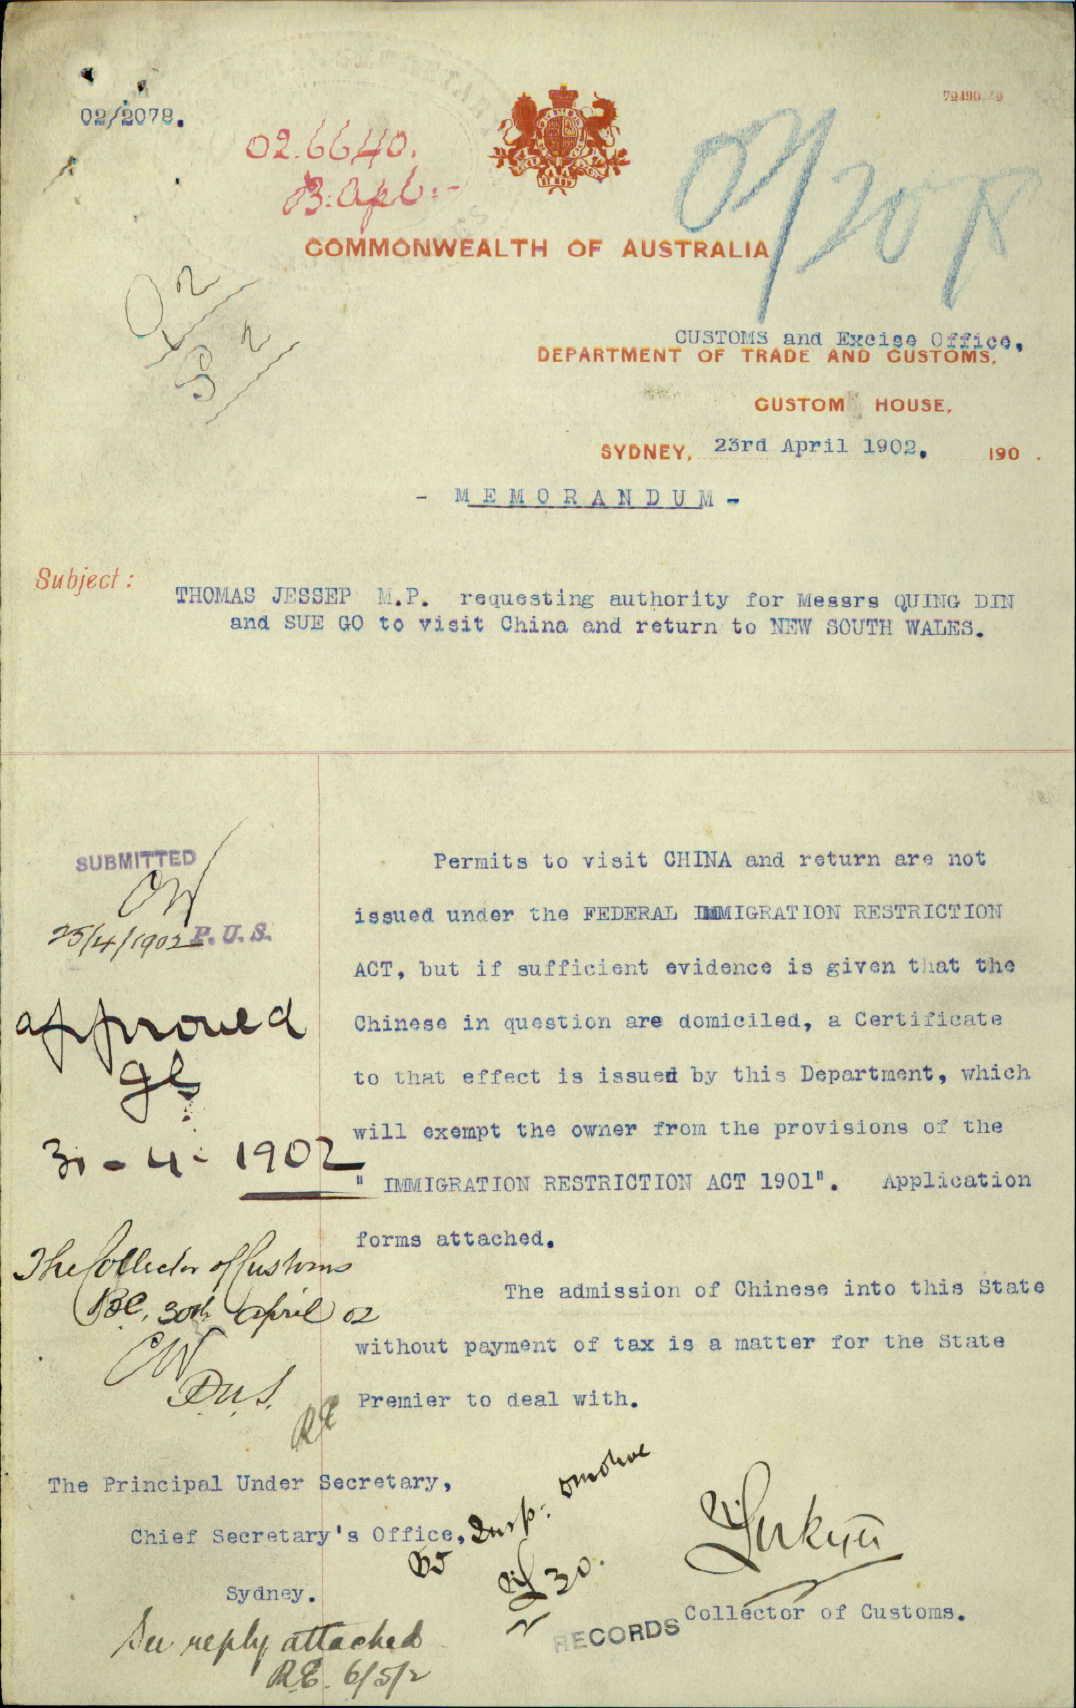 02/2078.
02.6640.
COMMONWEALTH OF AUSTRALIA
CUSTOMS and Excise Office,
DEPARTMENT OF TRADE AND CUSTOMS.
CUSTOM HOUSE,
SYDNEY, 23rd April 1902. 190 .
- MEMORANDUM -
Subject:
THOMAS JESSEP M.P. requesting authority for Messrs QUING DIN
and SUE GO to visit China and return to NEW SOUTH WALES.
SUBMITTED
25/4/1902 P.U.S.
approved
4 - 1902
The Collector of Customs
B.C. 30th April 02
P.U.S.
Permits to visit CHINA and return are not
issued under the FEDERAL IMMIGRATION RESTRICTION
ACT, but if sufficient evidence is given that the
Chinese in question are domiciled, a Certificate
to that effect is issued by this Department, which
will exempt the owner from the provisions of the
" IMMIGRATION RESTRICTION ACT 1901". Application
forms attached.
The admission of Chinese into this State
without payment of tax is a matter for the State
Premier to deal with.
The Principal Under Secretary,
Chief Secretary's Office,
Sydney.
See reply attached
R.E. 6/5/2
30.
RECORDS
Collector of Customs.